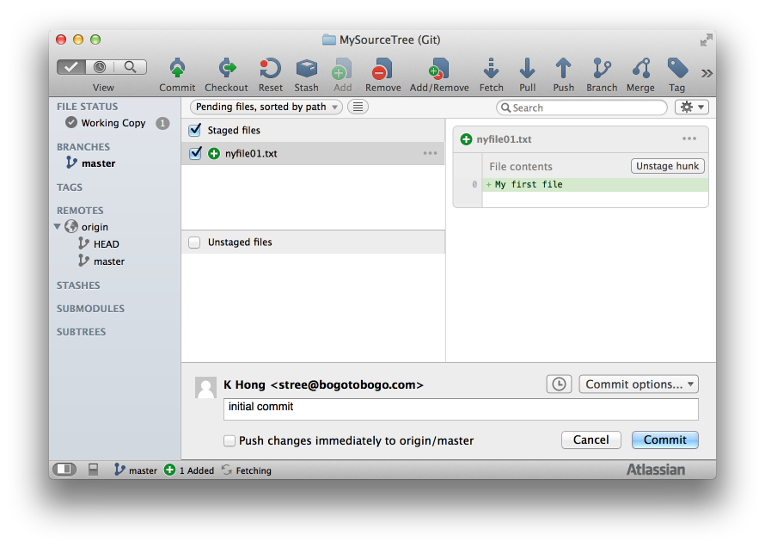 MySourceTree (Git)
View Commit Checkout Reset Stash Add Remove Add/Remove Fetch Pull Push Branch Merge Tag
FILE STATUS
Working Copy 1
BRANCHES
master
TAGS
REMOTES
origin
HEAD
master
STASHES
SUBMODULES
SUBTREES
Pending files, sorted by path
Search
Staged files
nyfile01.txt
Unstaged files
nyfile01.txt
File contents Unstage hunk
0 + My first file
K Hong <stree@bogotobogo.com>
Commit options...
initial commit
Push changes immediately to origin/master
Cancel Commit
master 1 Added Fetching
Atlassian